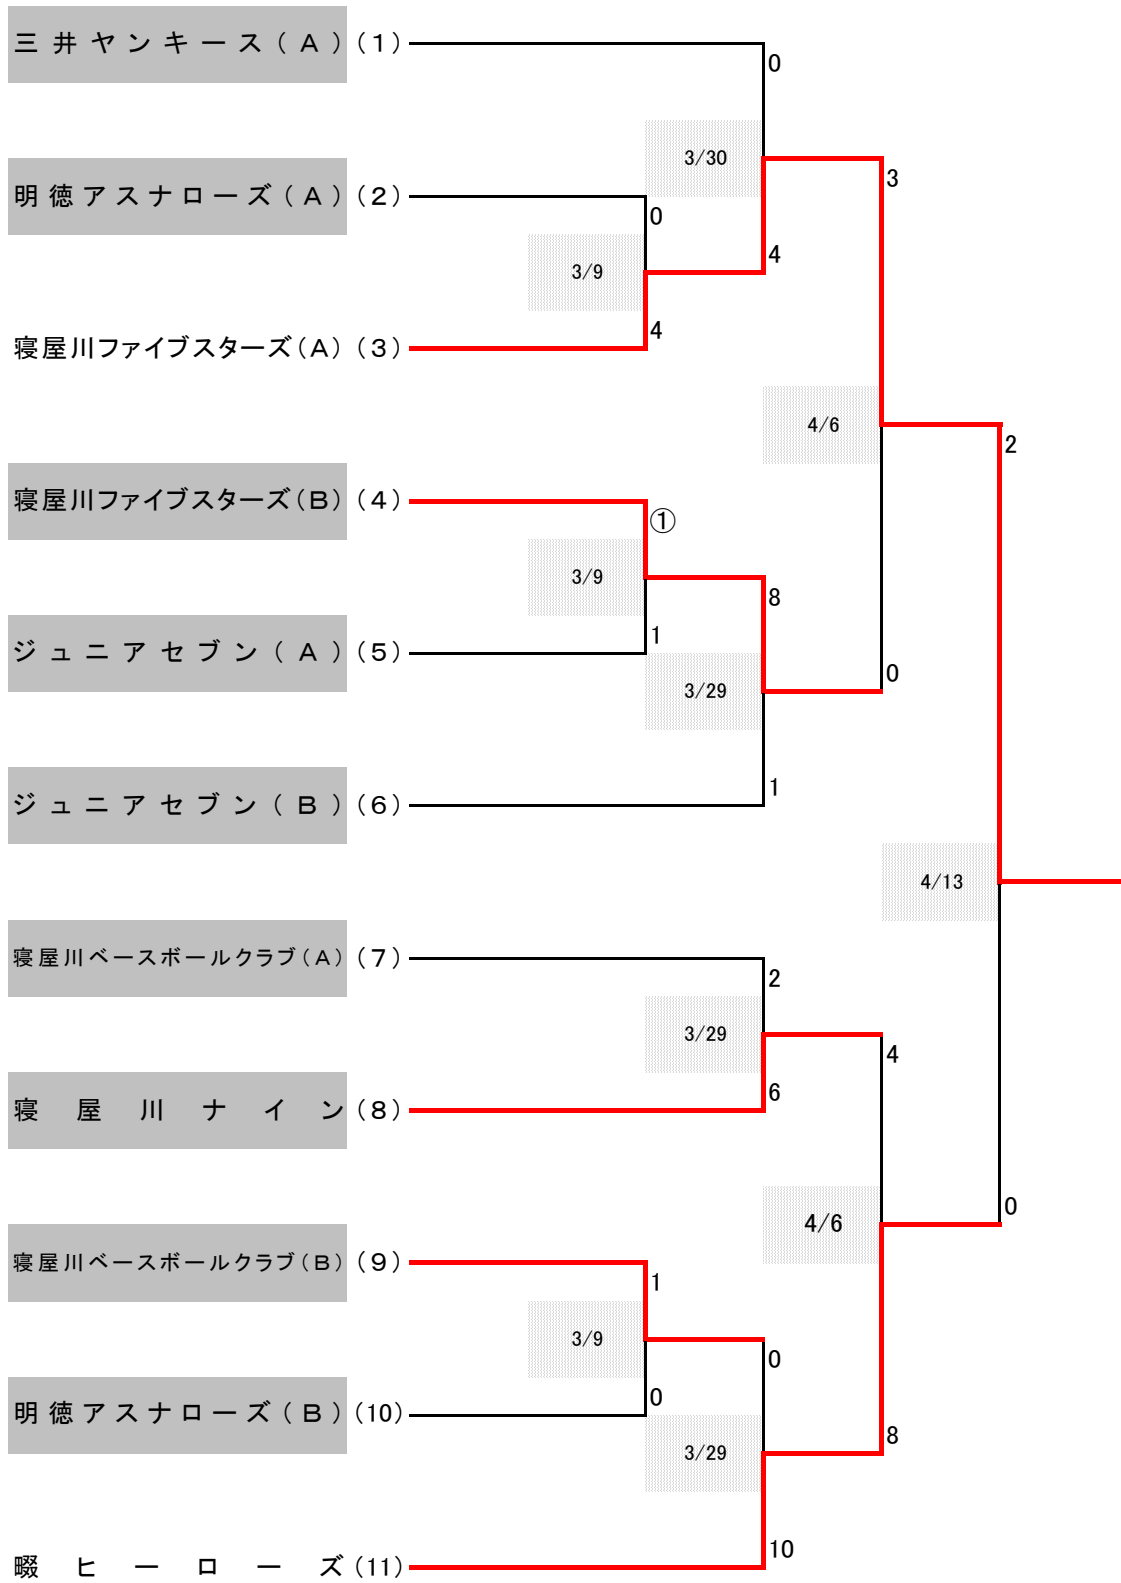 三井ヤンキース(A)(1)
0
3/30
明徳アスナローズ(A)(2)
3
0
4
3/9
寝屋川ファイブスターズ(A)(3)
4
4/6
2
寝屋川ファイブスターズ(B)(4)
①
3/9
8
ジュニアセブン(A)(5)
1
3/29
0
ジュニアセブン(B)(6)
1
4/13
寝屋川ベースボールクラブ(A)(7)
2
3/29
4
寝屋川ナイン(8)
6
4/6
0
寝屋川ベースボールクラブ(B)(9)
1
3/9
0
明徳アスナローズ(B)(10)
0
3/29
8
畷ヒーローズ(11)
10